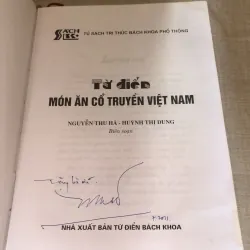 SÁCH
TỦ SÁCH TRI THỨC BÁCH KHOA PHỔ THÔNG
Từ điển
MÓN ĂN CỔ TRUYỀN VIỆT NAM
NGUYỄN THU HÀ - HUỲNH THỊ DUNG
Biên soạn
NHÀ XUẤT BẢN TỪ ĐIỂN BÁCH KHOA